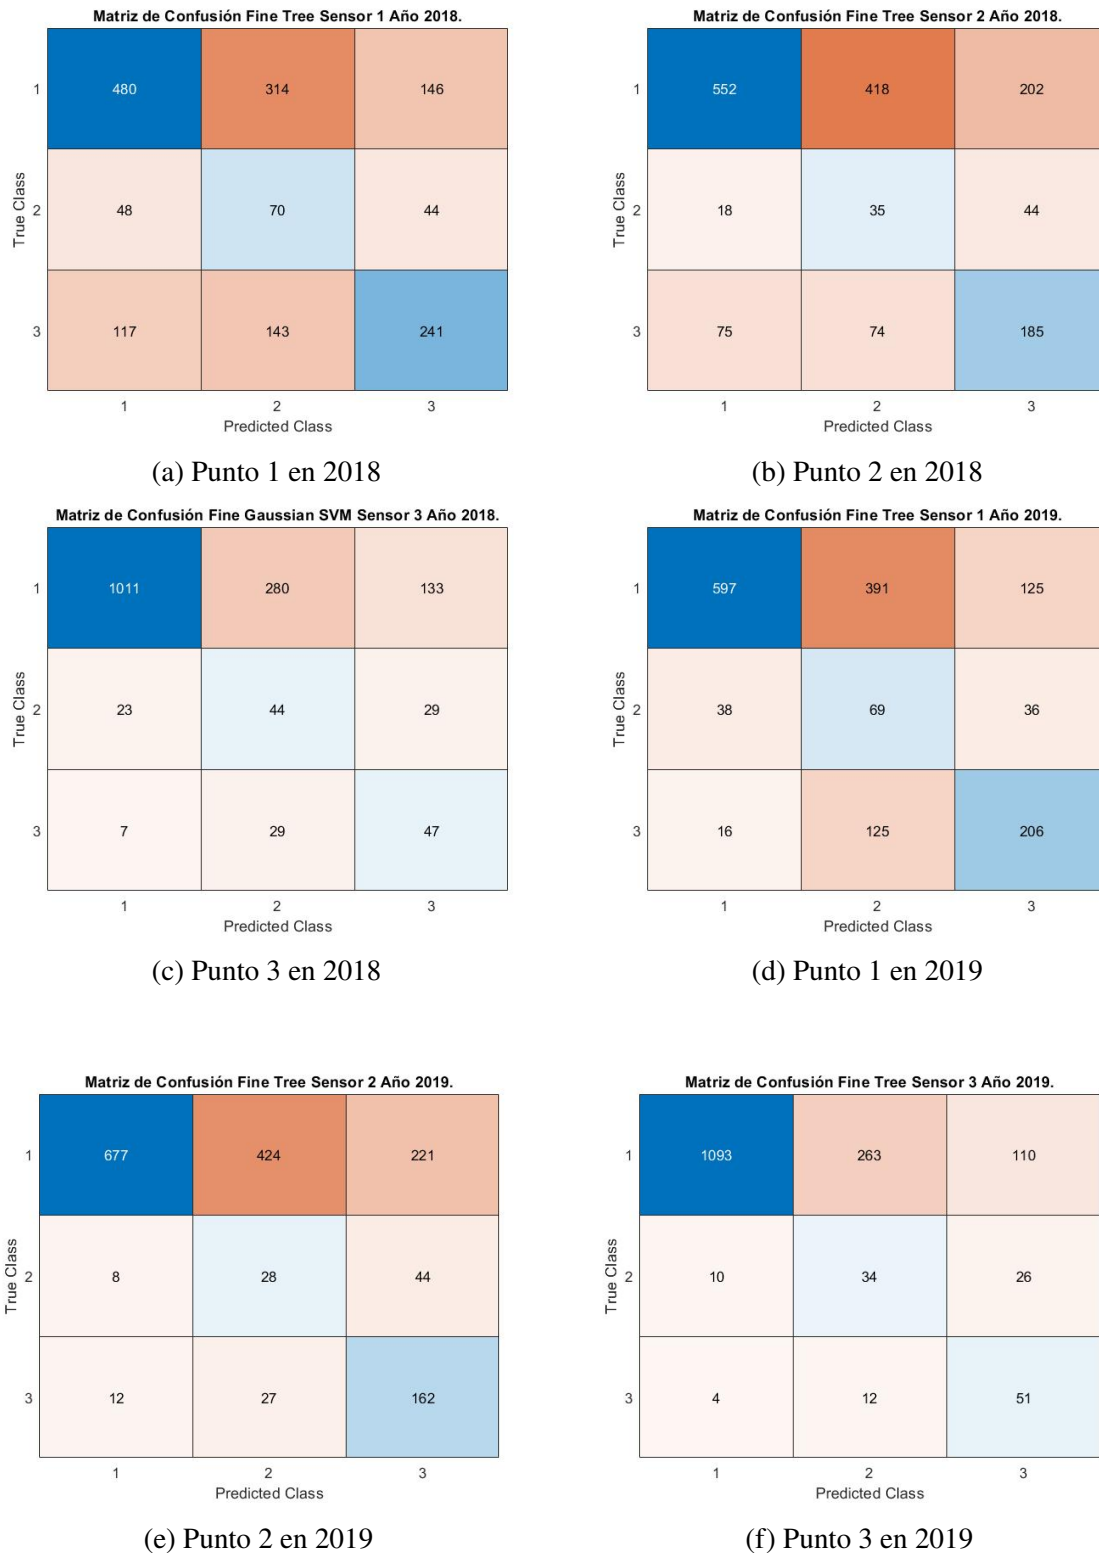 Matriz de Confusión Fine Tree Sensor 1 Año 2018.
1 480 314 146
2 48 70 44
3 117 143 241
1 2 3
True Class
Predicted Class
(a) Punto 1 en 2018
Matriz de Confusión Fine Tree Sensor 2 Año 2018.
1 552 418 202
2 18 35 44
3 75 74 185
1 2 3
True Class
Predicted Class
(b) Punto 2 en 2018
Matriz de Confusión Fine Gaussian SVM Sensor 3 Año 2018.
1 1011 280 133
2 23 44 29
3 7 29 47
1 2 3
True Class
Predicted Class
(c) Punto 3 en 2018
Matriz de Confusión Fine Tree Sensor 1 Año 2019.
1 597 391 125
2 38 69 36
3 16 125 206
1 2 3
True Class
Predicted Class
(d) Punto 1 en 2019
Matriz de Confusión Fine Tree Sensor 2 Año 2019.
1 677 424 221
2 8 28 44
3 12 27 162
1 2 3
True Class
Predicted Class
(e) Punto 2 en 2019
Matriz de Confusión Fine Tree Sensor 3 Año 2019.
1 1093 263 110
2 10 34 26
3 4 12 51
1 2 3
True Class
Predicted Class
(f) Punto 3 en 2019